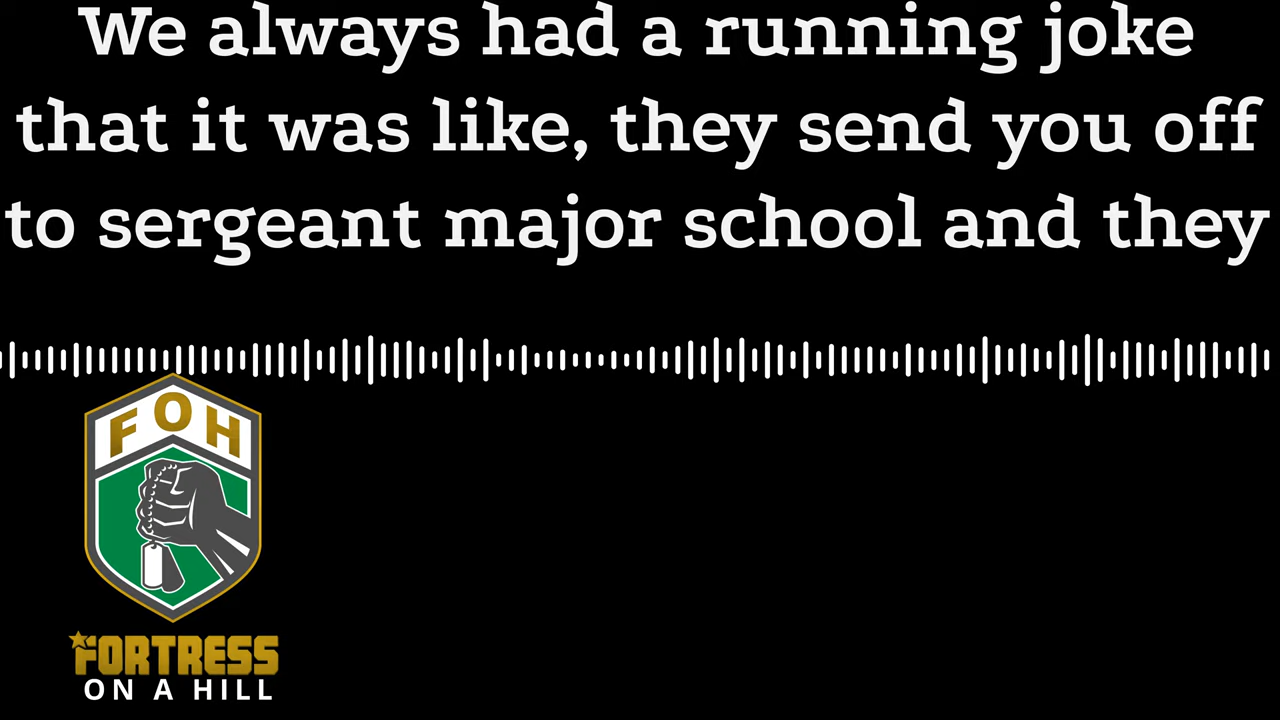 We always had a running joke
that it was like, they send you off
to sergeant major school and they
FOH
FORTRESS
ON A HILL